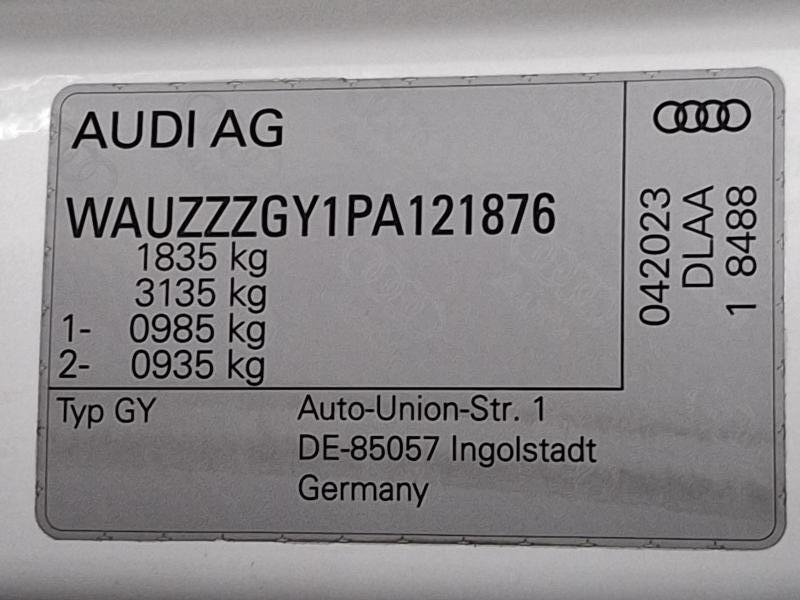 AUDI AG
WAUZZZGY1PA121876
1835 kg
3135 kg
1- 0985 kg
2- 0935 kg
Typ GY
Auto-Union-Str. 1
DE-85057 Ingolstadt
Germany
042023
DLAA
1 8488